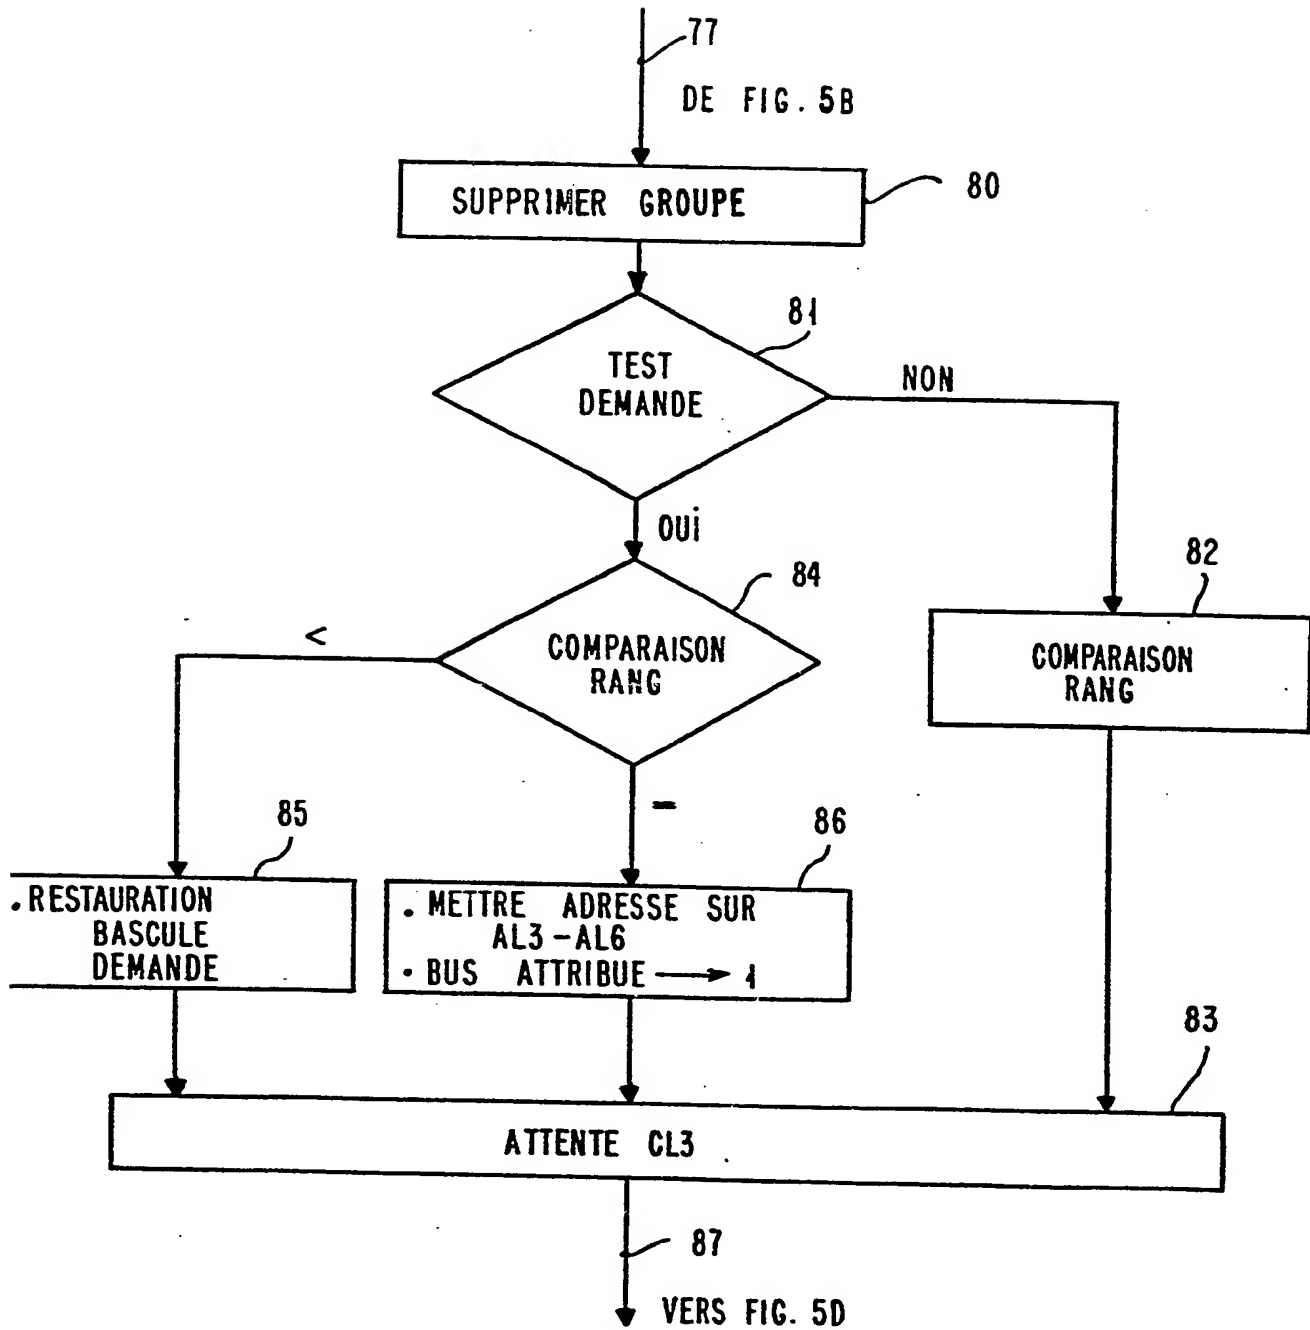 77
DE FIG. 5B
SUPPRIMER GROUPE
80
81
TEST
DEMANDE
NON
OUi
82
84
<
COMPARAISON
RANG
COMPARAISON
RANG
=
85
86
.RESTAURATION
BASCULE
DEMANDE
. METTRE ADRESSE SUR
AL3-AL6
. BUS ATTRIBUE → 1
83
ATTENTE CL3
87
VERS FIG. 5D